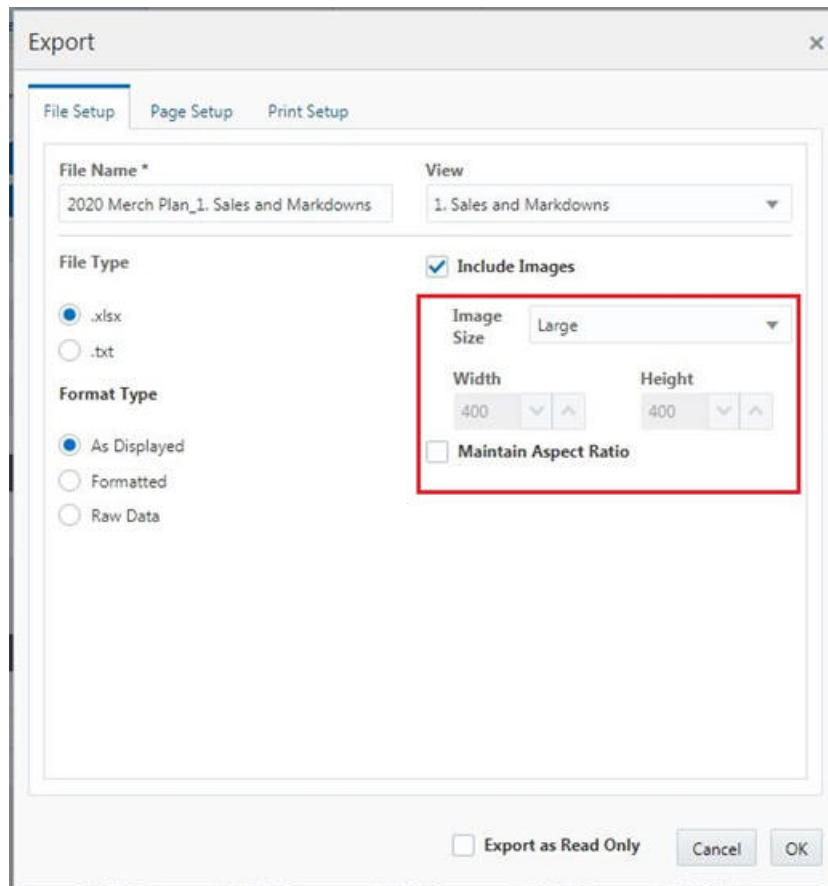 Export
File Setup Page Setup Print Setup
File Name * View
2020 Merch Plan_1. Sales and Markdowns 1. Sales and Markdowns
File Type Include Images
.xlsx Image
Size Large
.txt
Width Height
Format Type
400 400
As Displayed Maintain Aspect Ratio
Formatted
Raw Data
Export as Read Only Cancel OK